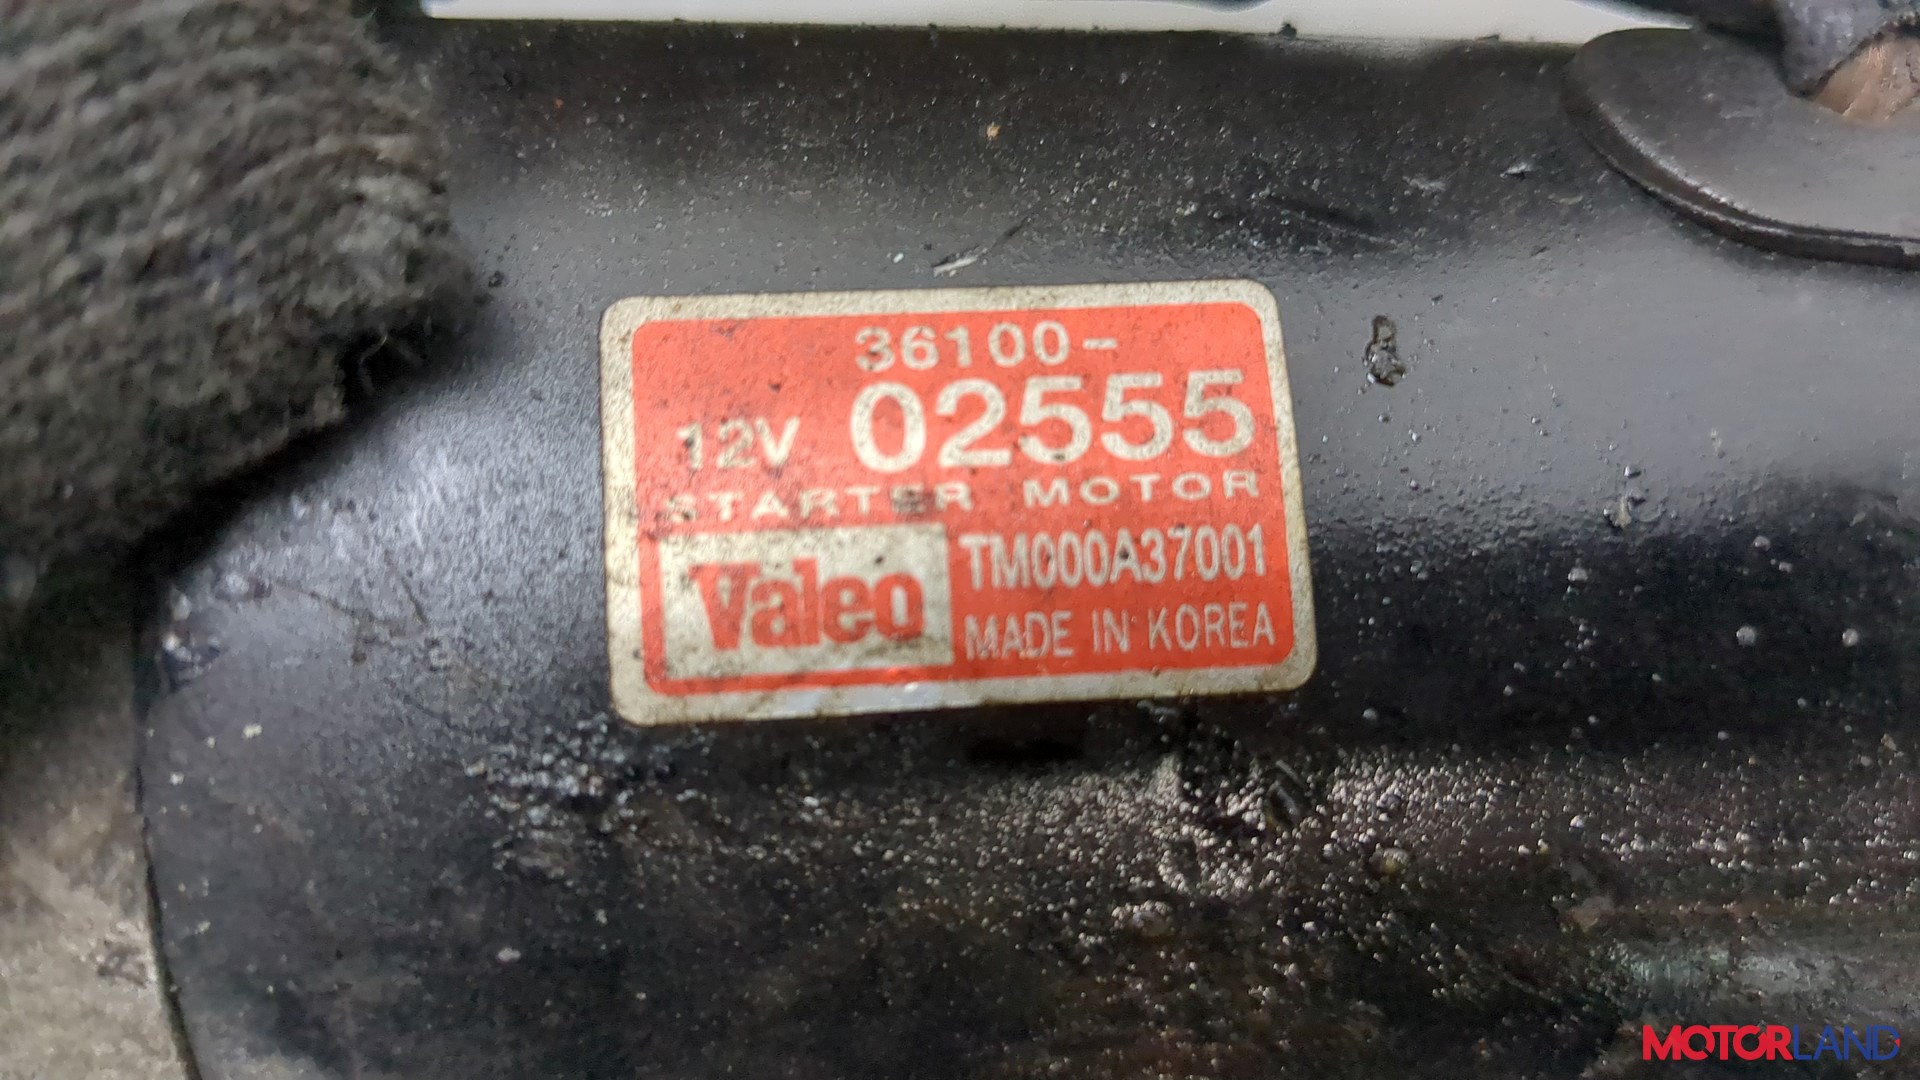 36100-
12V 02555
STARTER MOTOR
Valeo
TM000A37001
MADE IN KOREA
MOTORLAND